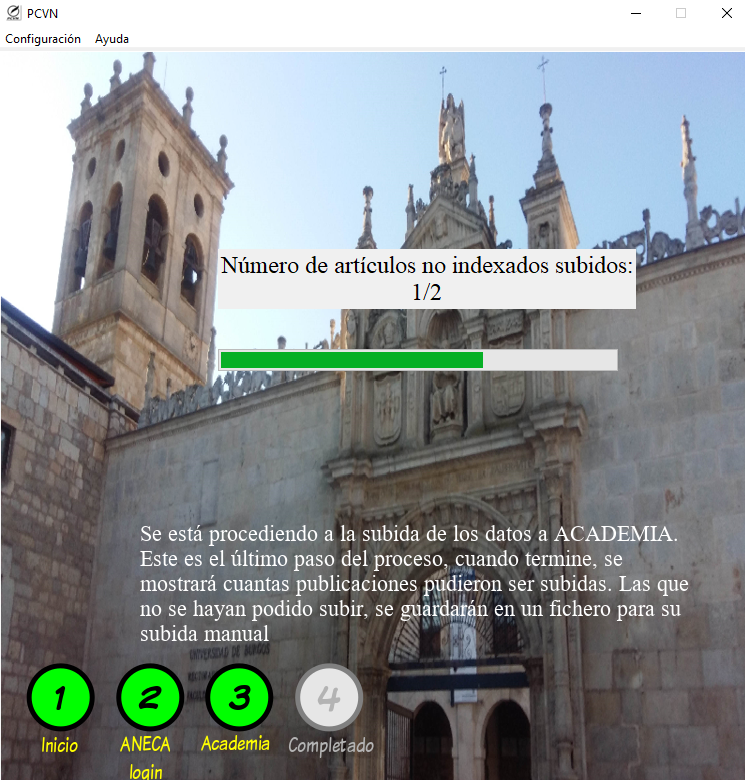 PCVN
Configuración Ayuda
Número de artículos no indexados subidos:
1/2
Se está procediendo a la subida de los datos a ACADEMIA.
Este es el último paso del proceso, cuando termine, se
mostrará cuantas publicaciones pudieron ser subidas. Las que
no se hayan podido subir, se guardarán en un fichero para su
subida manual
UNIVERSIDAD DE BURGOS
1 2 3 4
Inicio ANECA Academia Completado
login